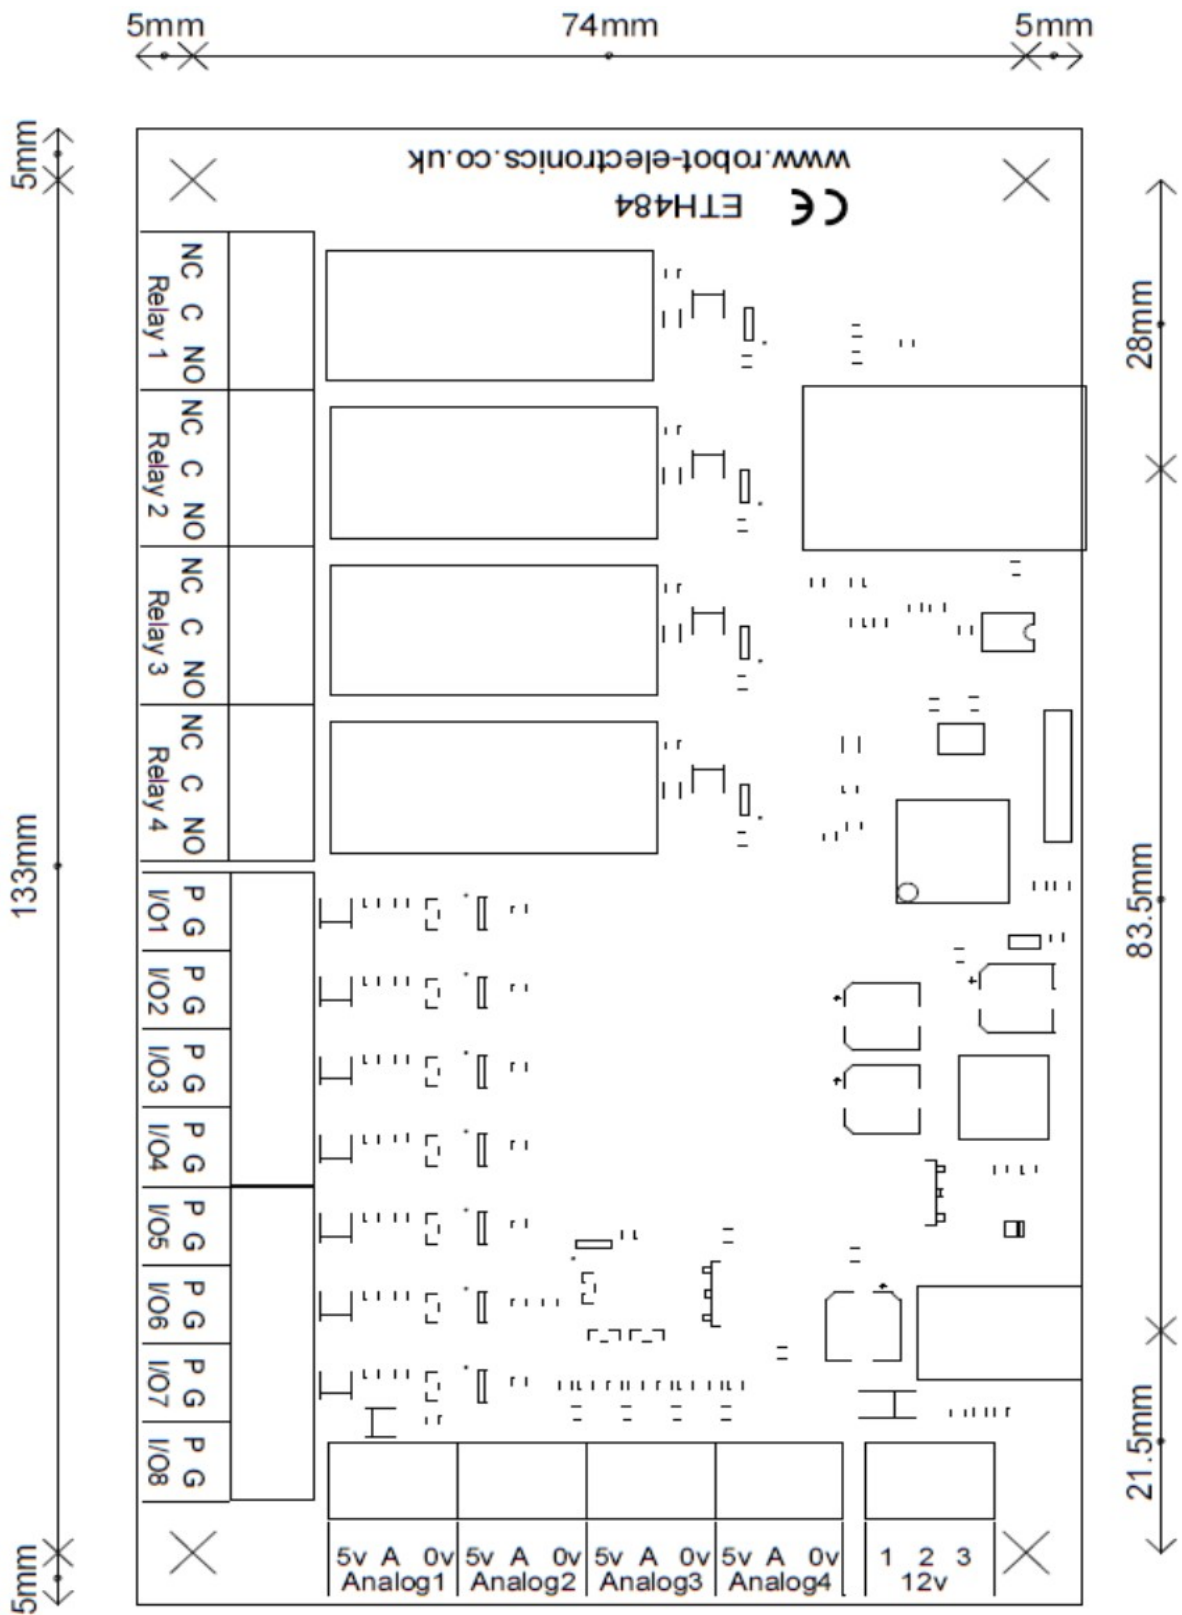 5mm 74mm 5mm
5mm
133mm
5mm
28mm
83.5mm
21.5mm
www.robot-electronics.co.uk
CE ETH484
NC C NO
Relay 1
NC C NO
Relay 2
NC C NO
Relay 3
NC C NO
Relay 4
P G
I/O1
P G
I/O2
P G
I/O3
P G
I/O4
P G
I/O5
P G
I/O6
P G
I/O7
P G
I/O8
5v A 0v 5v A 0v 5v A 0v 5v A 0v 1 2 3
Analog1 Analog2 Analog3 Analog4 12v